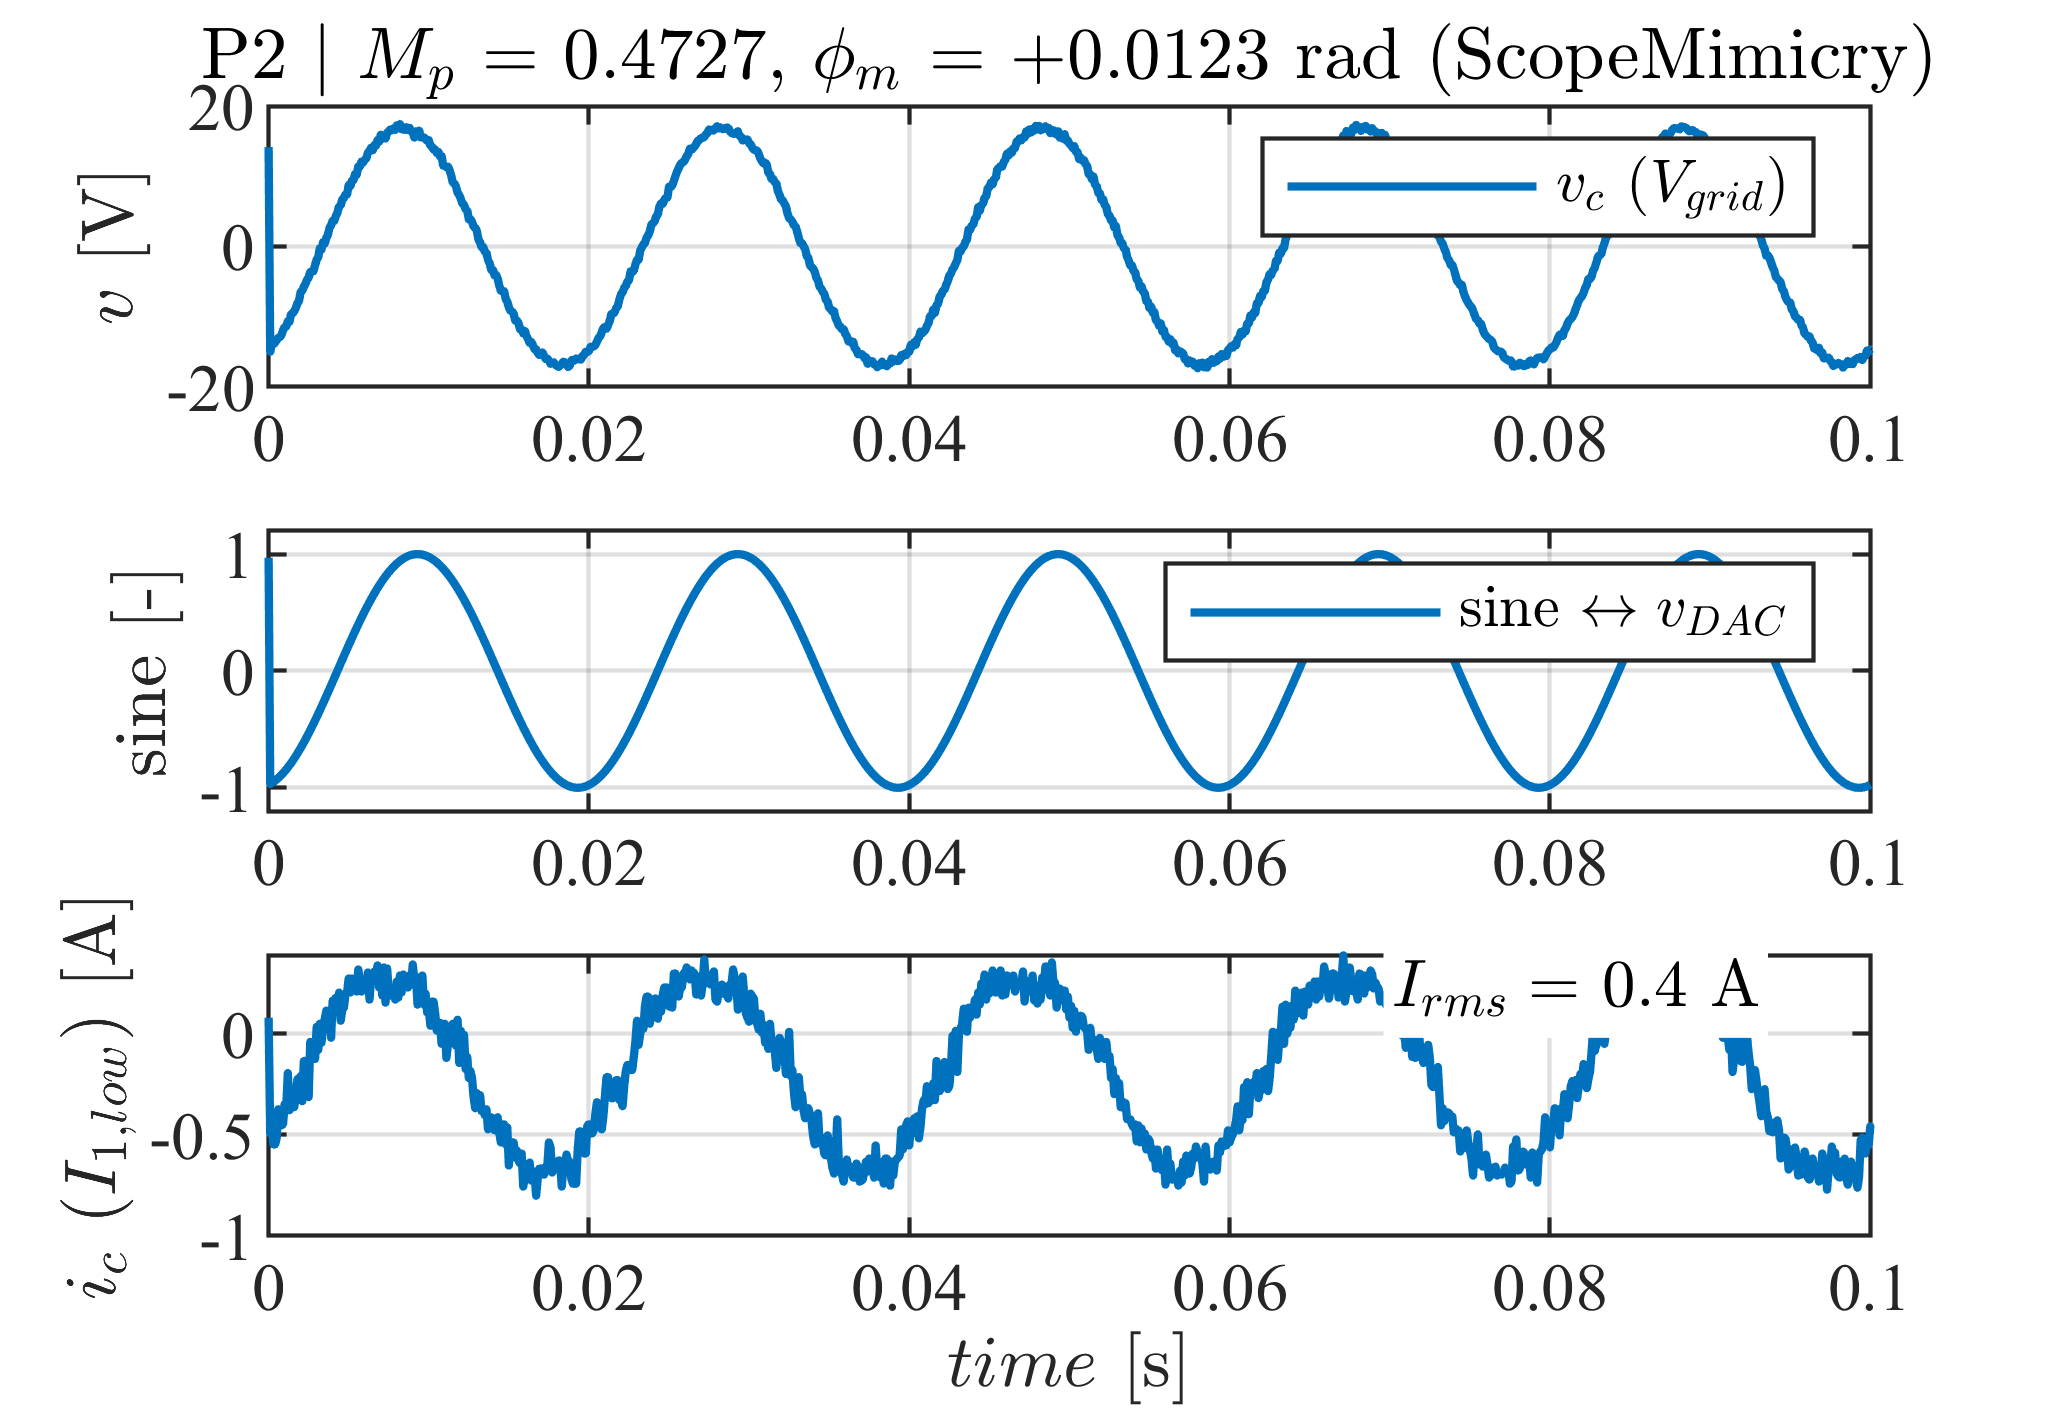 P2 | M_p = 0.4727, ϕ_m = +0.0123 rad (ScopeMimicry)
20
0
-20
v [V]
v_c (V_grid)
0 0.02 0.04 0.06 0.08 0.1
1
0
-1
sine [-]
sine ↔ v_DAC
0 0.02 0.04 0.06 0.08 0.1
0
-0.5
-1
i_c (I_1,low) [A]
I_rms = 0.4 A
0 0.02 0.04 0.06 0.08 0.1
time [s]